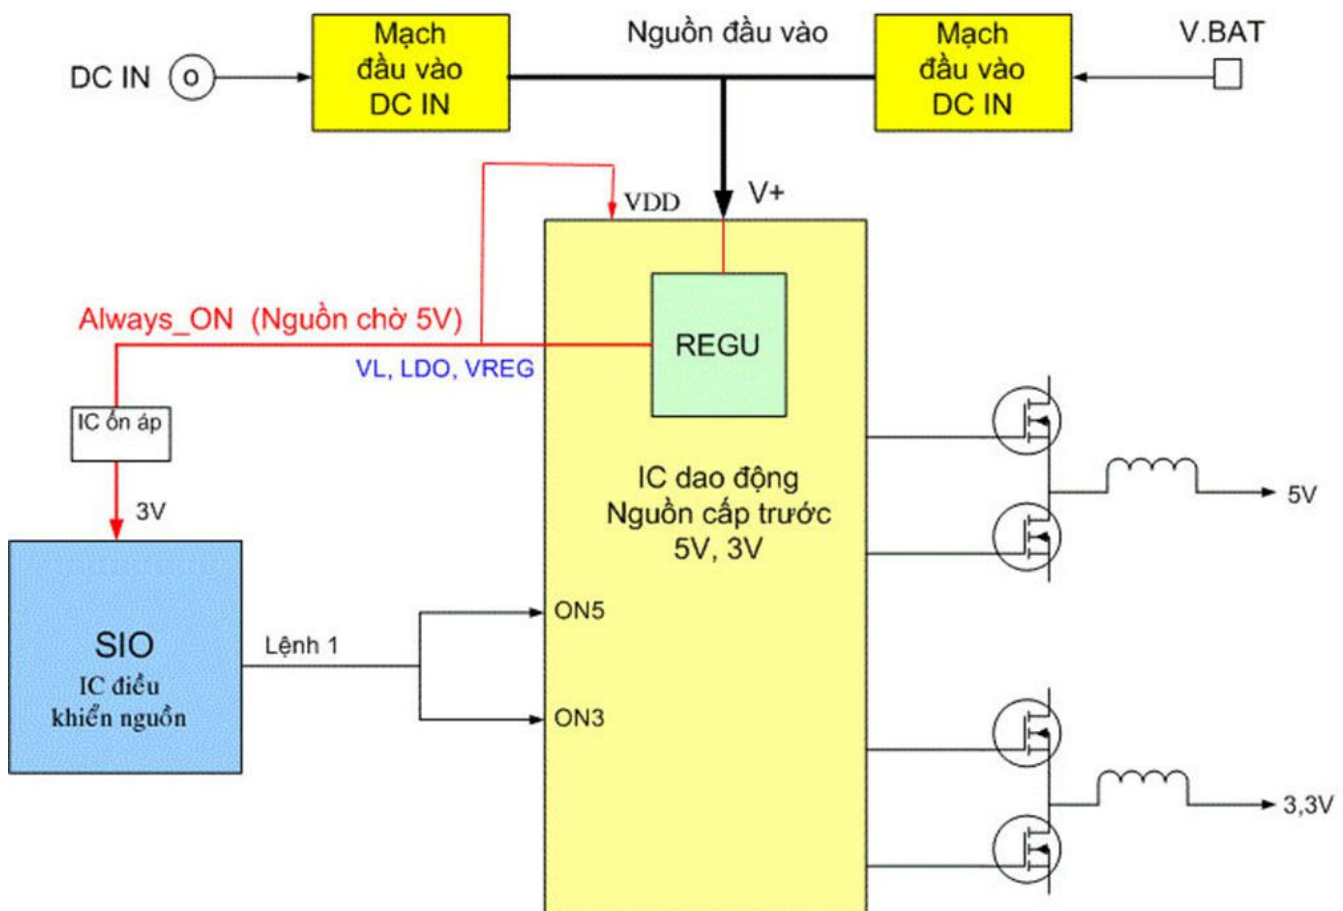 Mạch
đầu vào
DC IN
Nguồn đầu vào
Mạch
đầu vào
DC IN
V.BAT
DC IN
O
VDD
V+
Always_ON (Nguồn chờ 5V)
VL, LDO, VREG
REGU
IC ổn áp
3V
IC dao động
Nguồn cấp trước
5V, 3V
5V
SIO
IC điều
khiển nguồn
Lệnh 1
ON5
ON3
3,3V